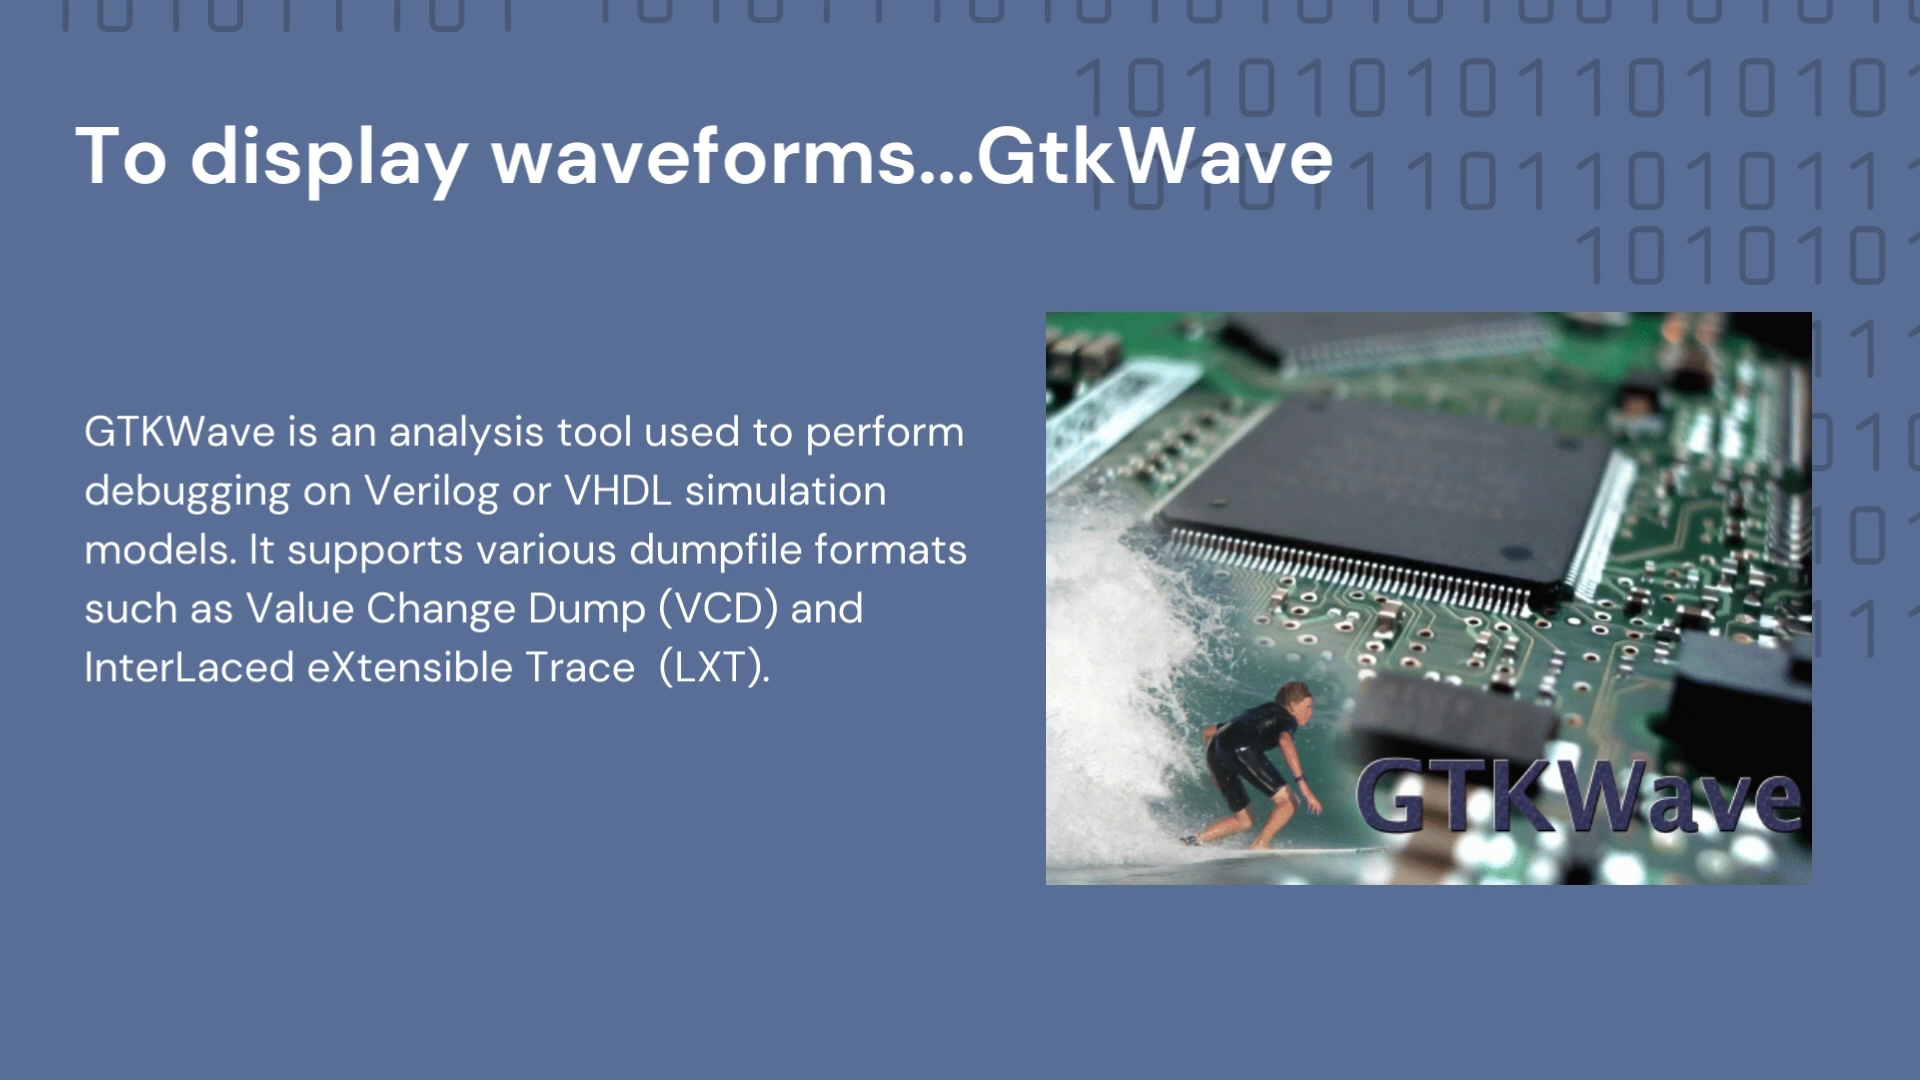 To display waveforms...GtkWave
GTKWave is an analysis tool used to perform
debugging on Verilog or VHDL simulation
models. It supports various dumpfile formats
such as Value Change Dump (VCD) and
InterLaced eXtensible Trace  (LXT).
GTKWave